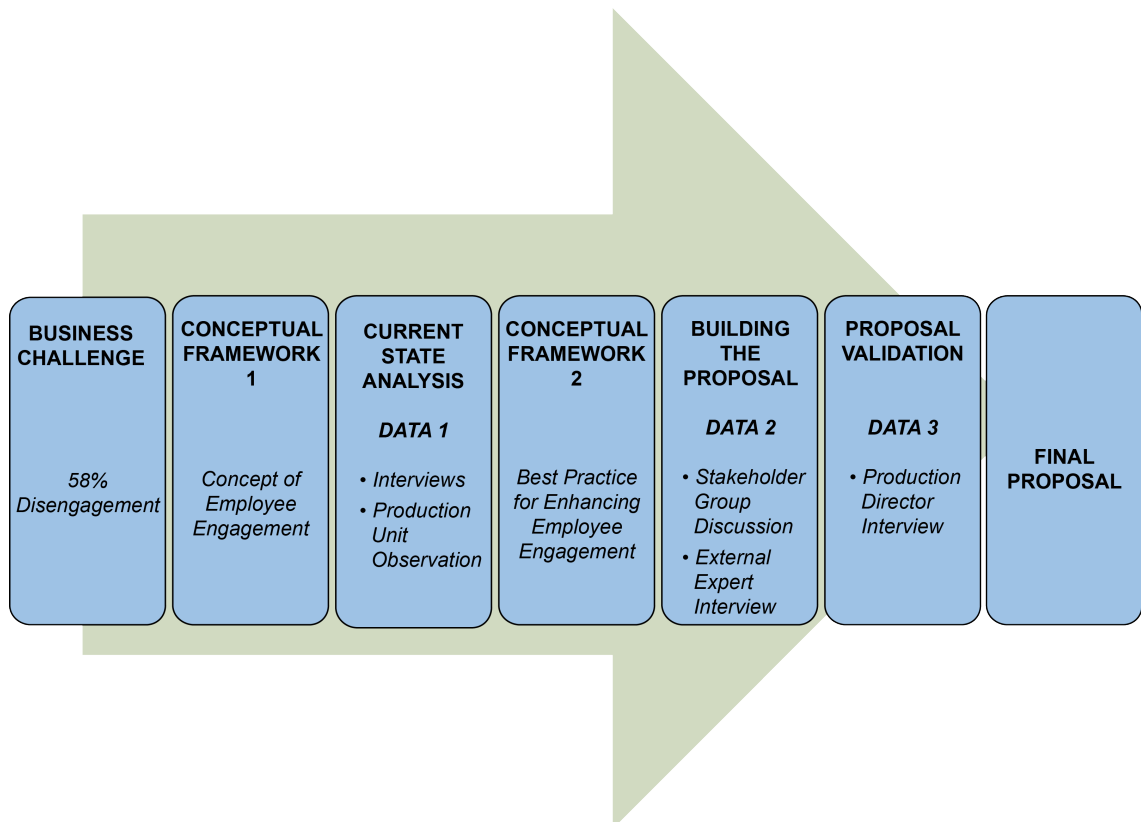 BUSINESS
CHALLENGE
58%
Disengagement
CONCEPTUAL
FRAMEWORK
1
Concept of
Employee
Engagement
CURRENT
STATE
ANALYSIS
DATA 1
• Interviews
• Production
Unit
Observation
CONCEPTUAL
FRAMEWORK
2
Best Practice
for Enhancing
Employee
Engagement
BUILDING
THE
PROPOSAL
DATA 2
• Stakeholder
Group
Discussion
• External
Expert
Interview
PROPOSAL
VALIDATION
DATA 3
• Production
Director
Interview
FINAL
PROPOSAL